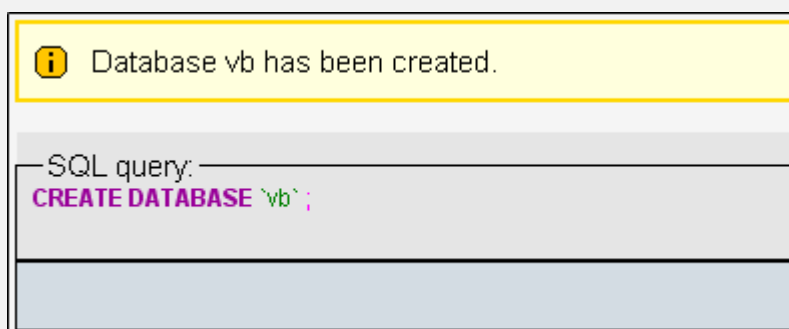 Database vb has been created.
SQL query:
CREATE DATABASE `vb` ;